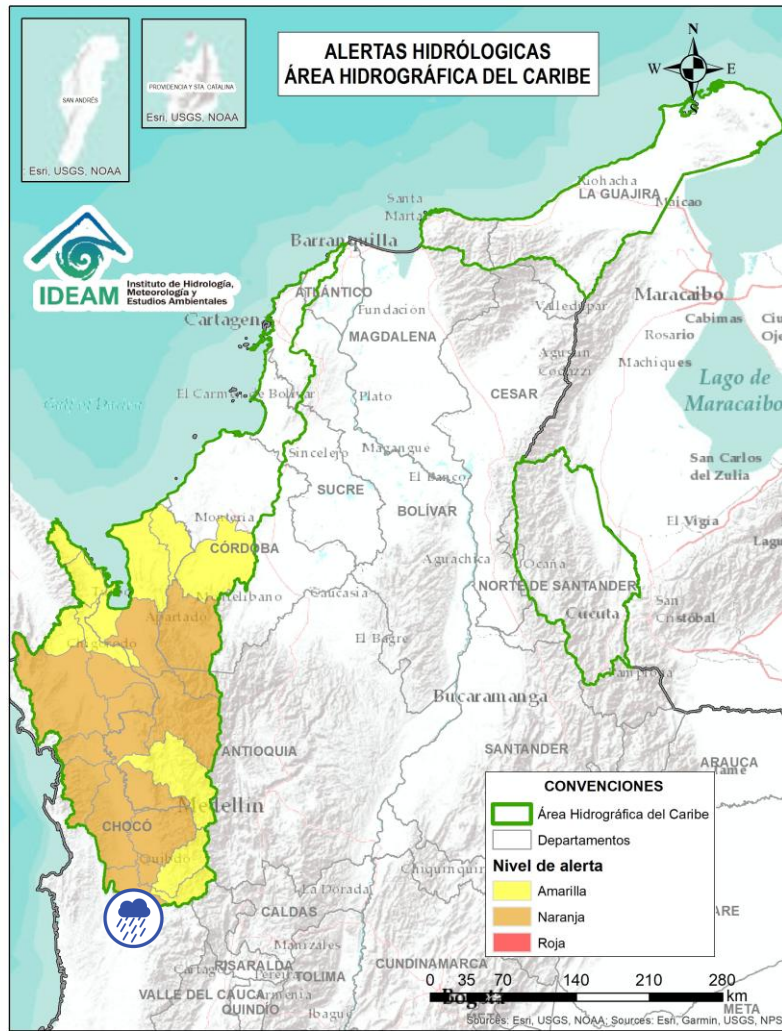 ALERTAS HIDRÓLOGICAS
ÁREA HIDROGRÁFICA DEL CARIBE
N
W
E
S
SAN ANDRÉS
Esri, USGS, NOAA
PROVIDENCIA Y STA. CATALINA
Esri, USGS, NOAA
IDEAM
Instituto de Hidrología,
Meteorología y
Estudios Ambientales
Riohacha
LA GUAJIRA
Maicao
Santa
Marta
Barranquilla
ATLÁNTICO
Fundación
Valledupar
Maracaibo
Cabimas
Rosario
Machiques
MAGDALENA
Agustín
Codazzi
Lago de
Maracaibo
El Carmen de Bolívar
Plato
CESAR
Sincelejo
Magangue
San Carlos
del Zulia
SUCRE
El Banco
BOLÍVAR
Montería
CÓRDOBA
El Vigía
Aguachica
Ocaña
NORTE DE SANTANDER
Caucasia
Cucuta
San
Cristóbal
Apartado
El Bagre
Bucaramanga
ANTIOQUIA
SANTANDER
ARAUCA
Medellín
CHOCÓ
Quibdo
La Dorada
CALDAS
Manizales
RISARALDA
TOLIMA
CUNDINAMARCA
VALLE DEL CAUCA
QUINDÍO
Ibague
Bogotá
META
META
CONVENCIONES
Área Hidrográfica del Caribe
Departamentos
Nivel de alerta
Amarilla
Naranja
Roja
0 35 70 140 210 280
km
Sources: Esri, USGS, NOAA; Sources: Esri, Garmin, USGS, NPS